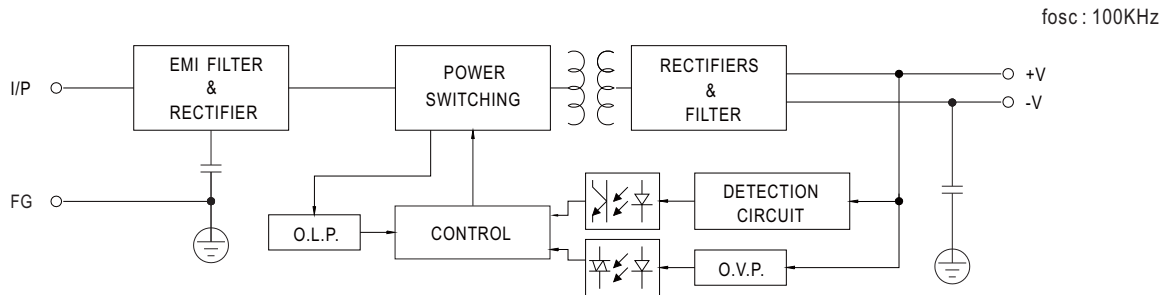 fosc : 100KHz
I/P
EMI FILTER
&
RECTIFIER
POWER
SWITCHING
RECTIFIERS
&
FILTER
+V
-V
FG
O.L.P.
CONTROL
DETECTION
CIRCUIT
O.V.P.